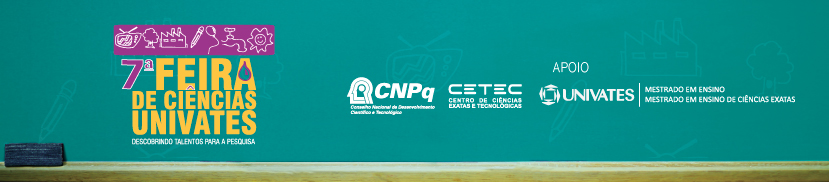 7ª FEIRA
DE CIÊNCIAS
UNIVATES
DESCOBRINDO TALENTOS PARA A PESQUISA
CNPq
Conselho Nacional de Desenvolvimento
Científico e Tecnológico
CETEC
CENTRO DE CIÊNCIAS
EXATAS E TECNOLÓGICAS
APOIO
UNIVATES
MESTRADO EM ENSINO
MESTRADO EM ENSINO DE CIÊNCIAS EXATAS